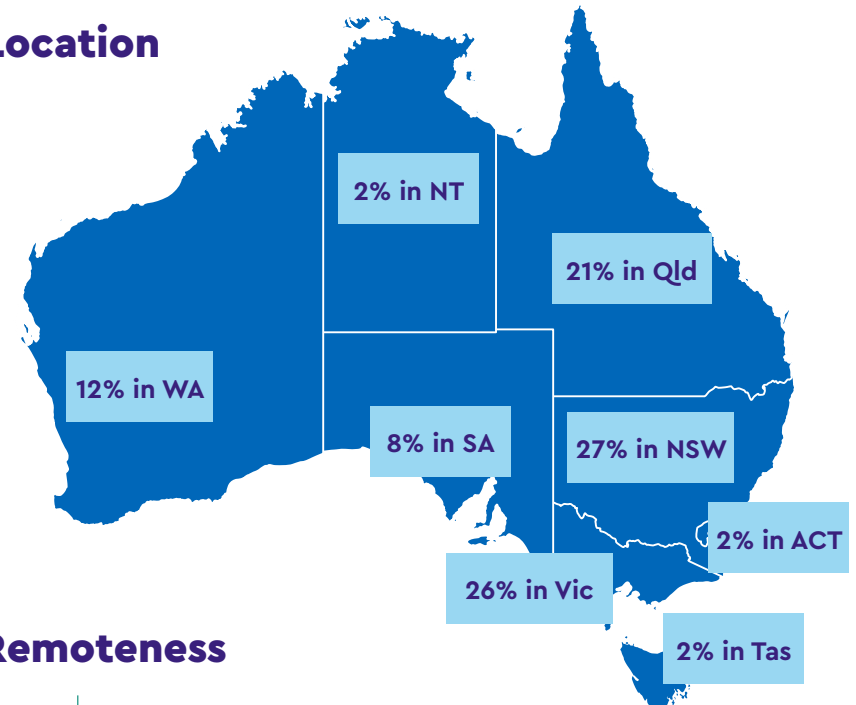 Location
2% in NT
21% in Qld
12% in WA
8% in SA
27% in NSW
2% in ACT
26% in Vic
2% in Tas
Remoteness